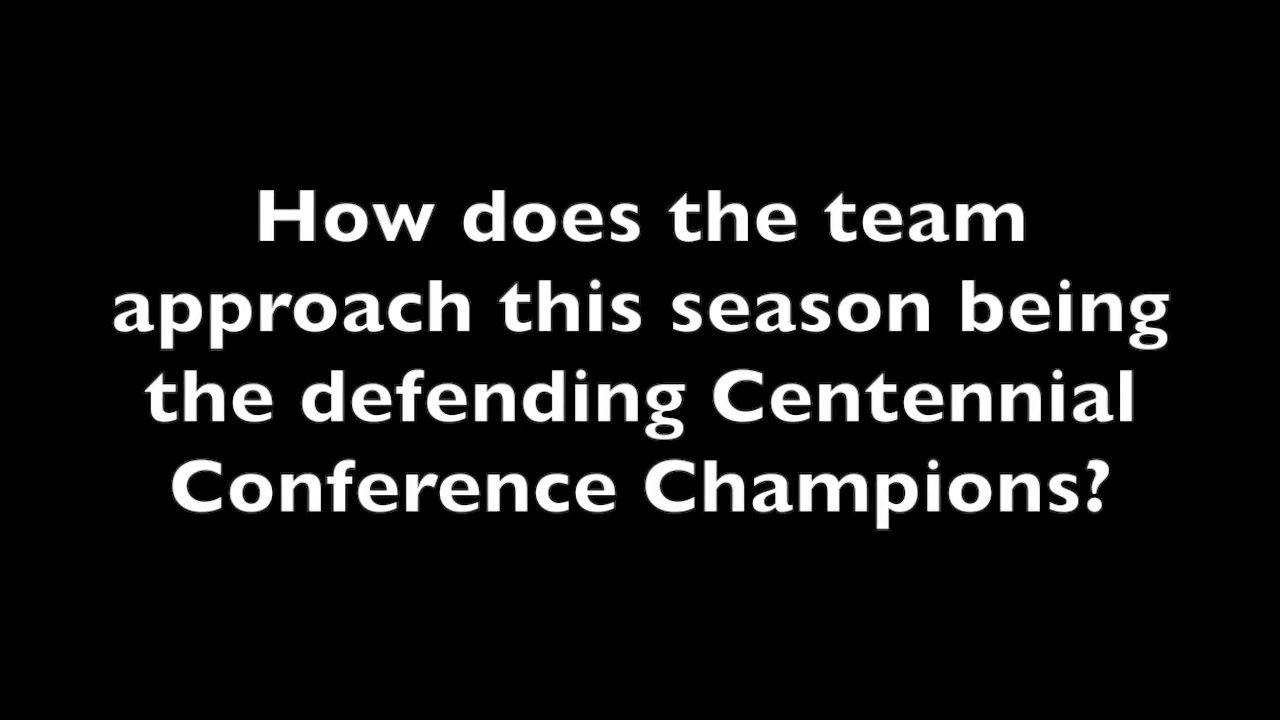 How does the team
approach this season being
the defending Centennial
Conference Champions?